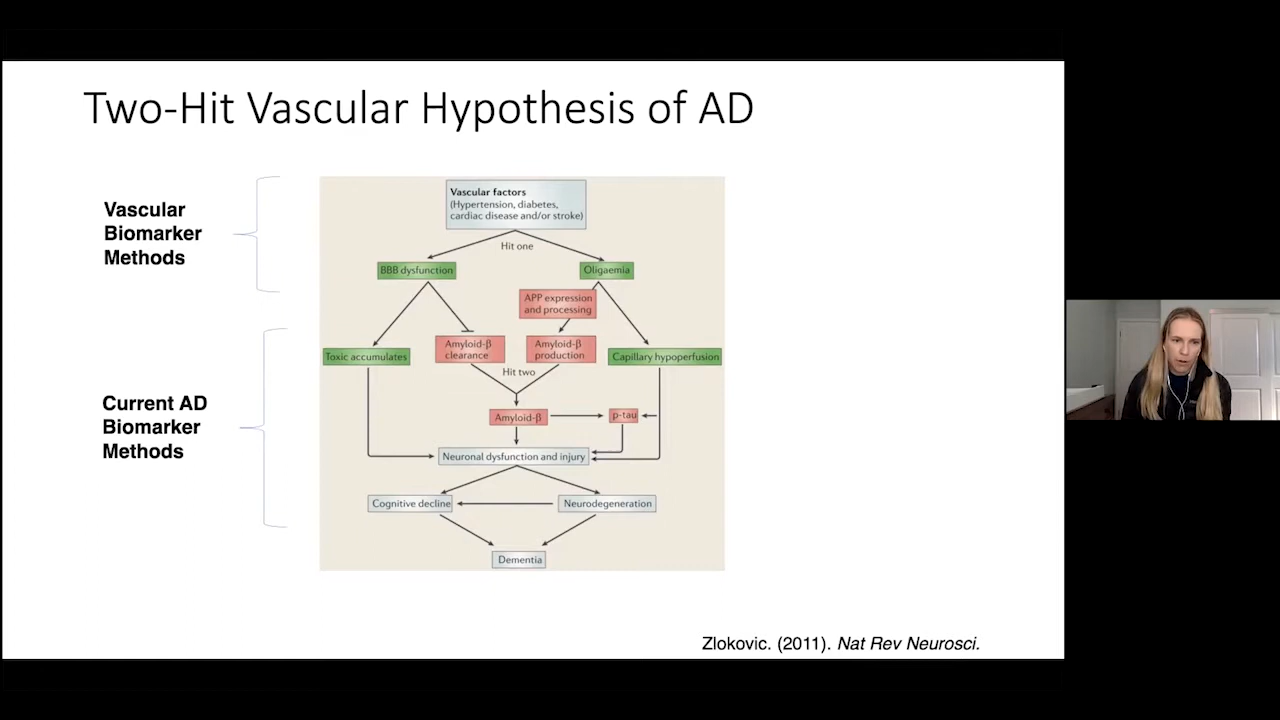 Two-Hit Vascular Hypothesis of AD
Vascular
Biomarker
Methods
Current AD
Biomarker
Methods
Vascular factors
(Hypertension, diabetes,
cardiac disease and/or stroke)
Hit one
BBB dysfunction
Oligaemia
APP expression
and processing
Toxic accumulates
Amyloid-β
clearance
Amyloid-β
production
Capillary hypoperfusion
Hit two
Amyloid-β
p-tau
Neuronal dysfunction and injury
Cognitive decline
Neurodegeneration
Dementia
Zlokovic. (2011). Nat Rev Neurosci.